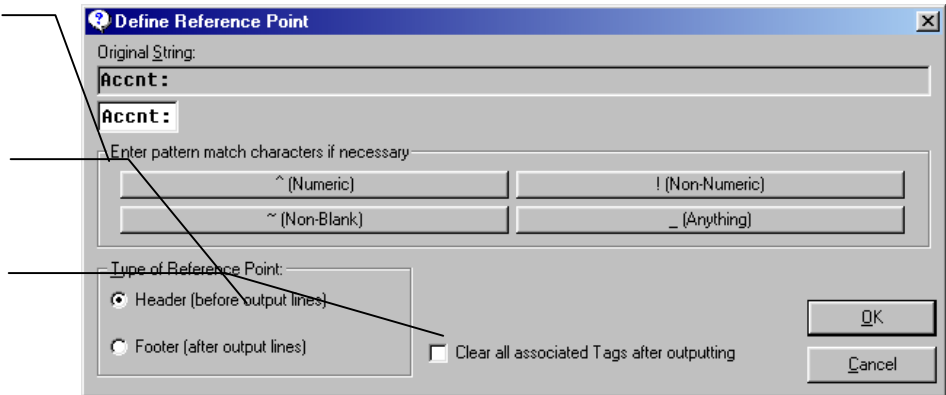 Define Reference Point
Original String:
Accnt:
Accnt:
Enter pattern match characters if necessary
^ (Numeric)
! (Non-Numeric)
~ (Non-Blank)
_ (Anything)
Type of Reference Point:
Header (before output lines)
Footer (after output lines)
Clear all associated Tags after outputting
OK
Cancel